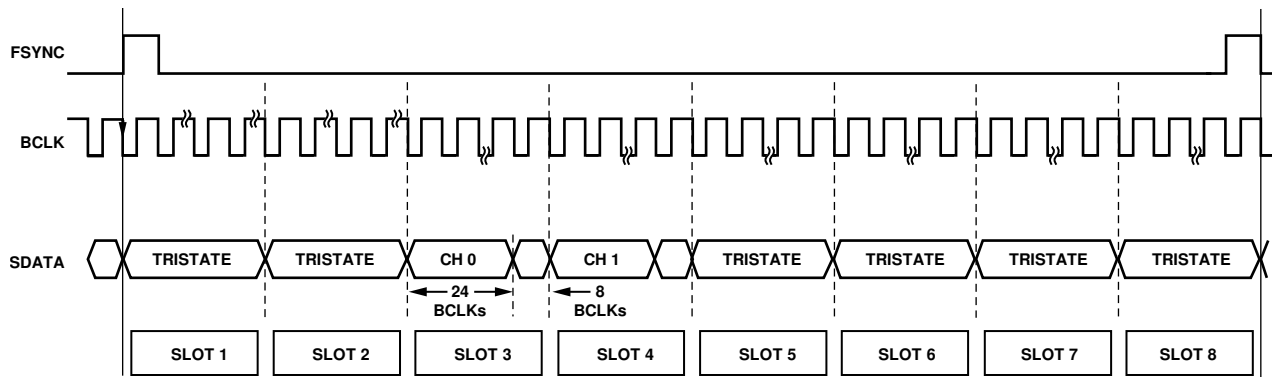 FSYNC
BCLK
SDATA
TRISTATE
TRISTATE
CH 0
CH 1
TRISTATE
TRISTATE
TRISTATE
TRISTATE
24
BCLKs
8
BCLKs
SLOT 1
SLOT 2
SLOT 3
SLOT 4
SLOT 5
SLOT 6
SLOT 7
SLOT 8